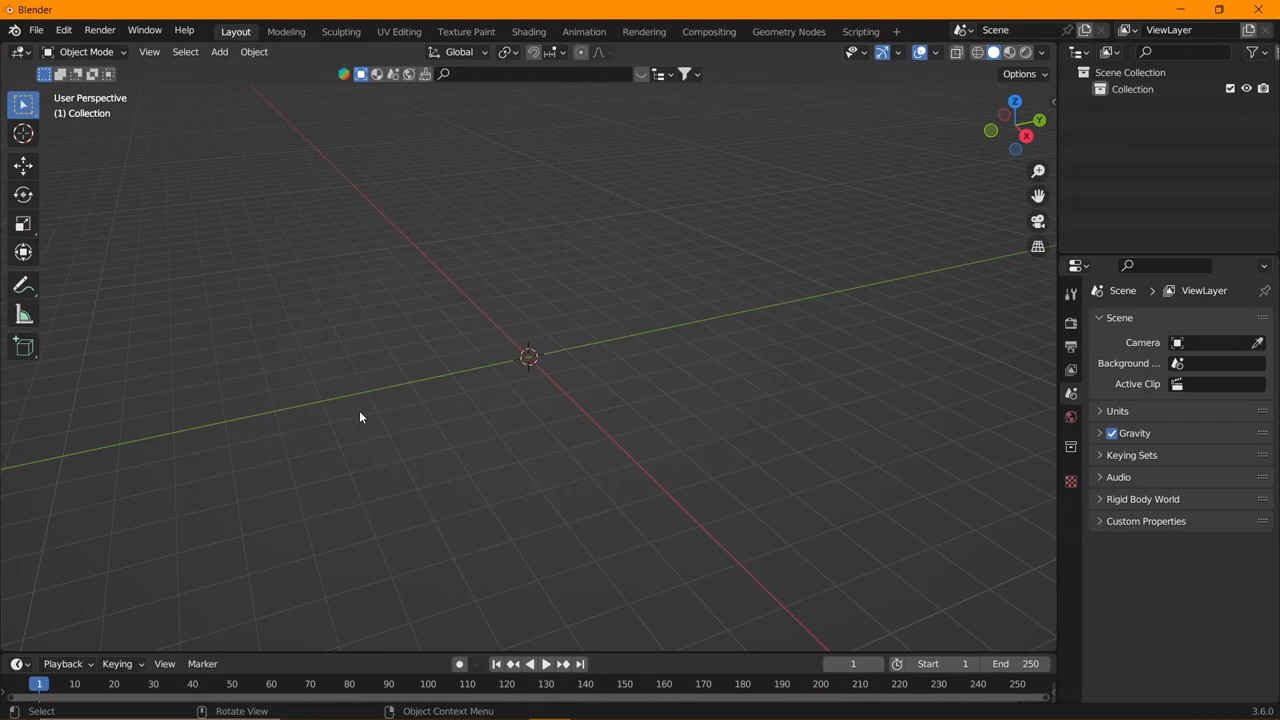 Blender
File Edit Render Window Help Layout Modeling Sculpting UV Editing Texture Paint Shading Animation Rendering Compositing Geometry Nodes Scripting + Scene ViewLayer
Object Mode View Select Add Object Global
Options
User Perspective
(1) Collection
Z
Y
X
Scene Collection
Collection
Scene > ViewLayer
Scene
Camera
Background ...
Active Clip
Units
Gravity
Keying Sets
Audio
Rigid Body World
Custom Properties
Playback Keying View Marker 1 Start 1 End 250
1 10 20 30 40 50 60 70 80 90 100 110 120 130 140 150 160 170 180 190 200 210 220 230 240 250
Select Rotate View Object Context Menu 3.6.0